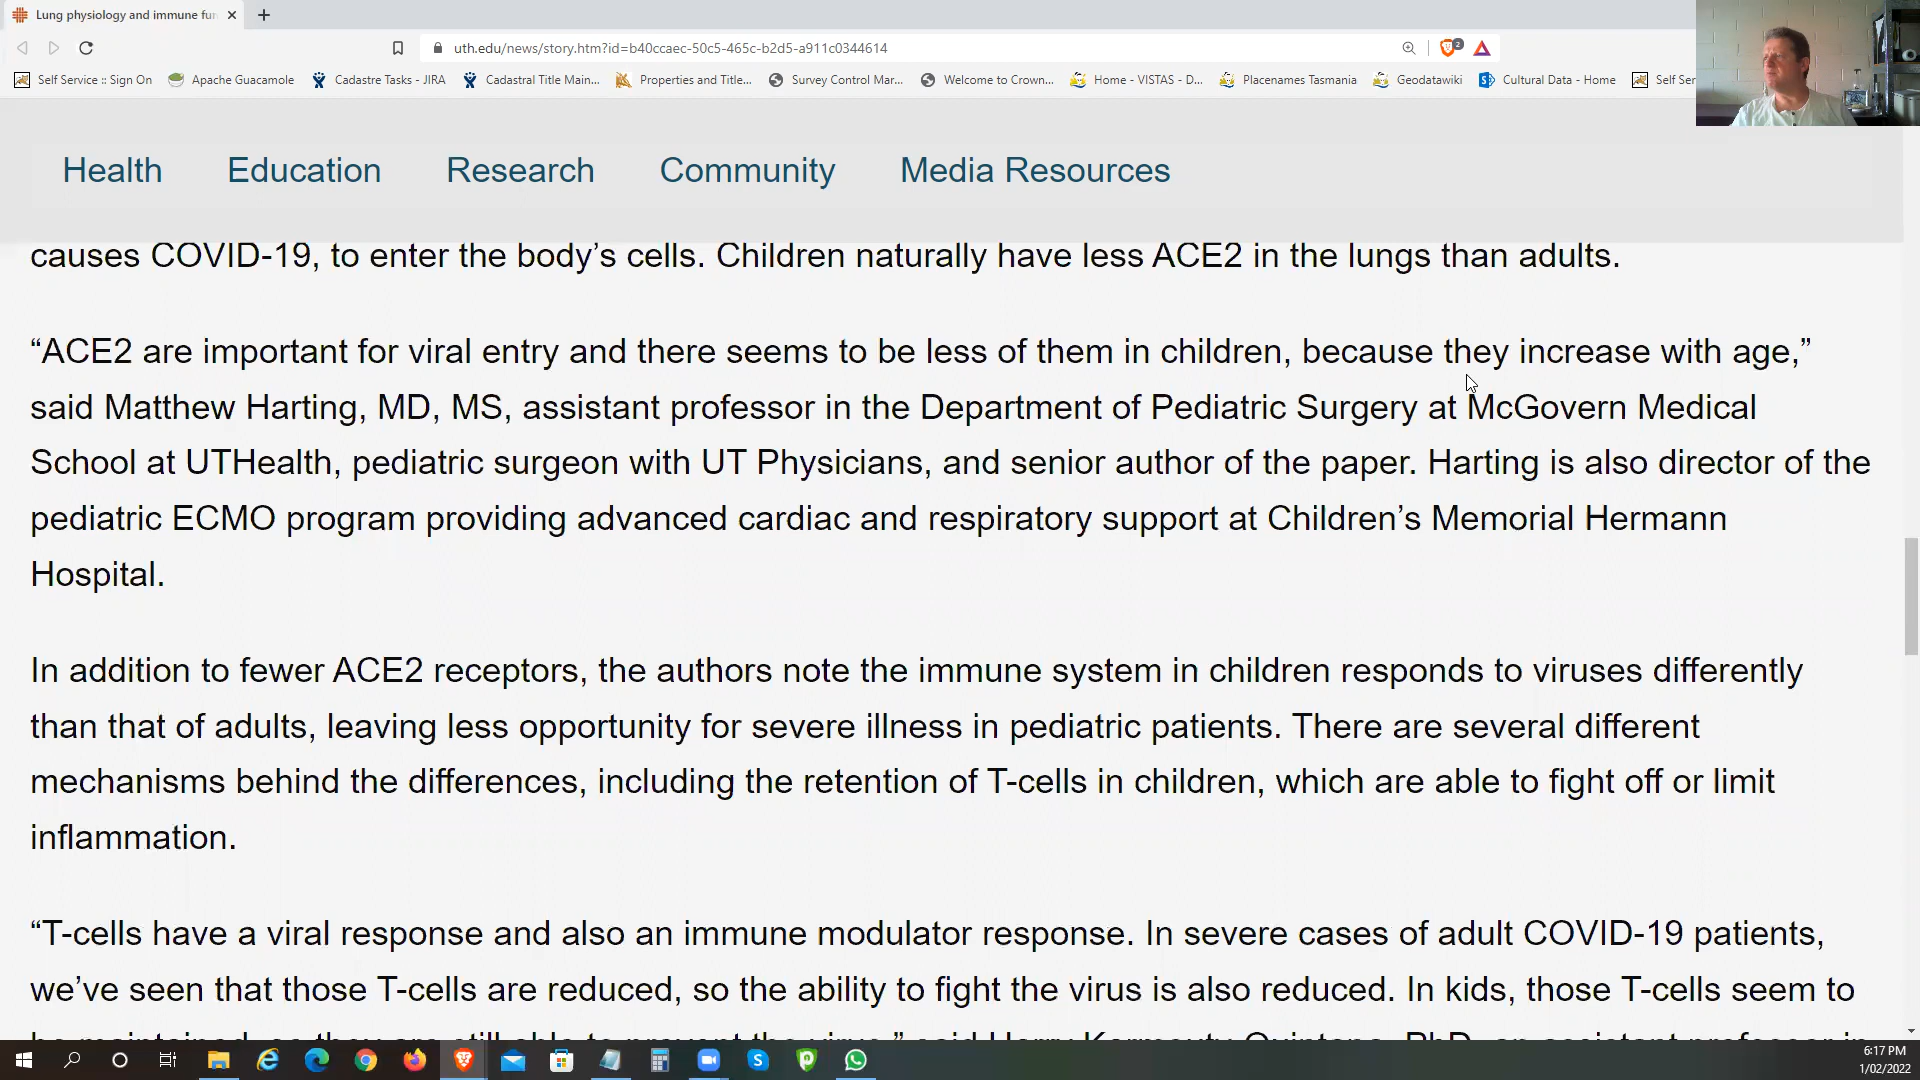 Lung physiology and immune fun
uth.edu/news/story.htm?id=b40ccaec-50c5-465c-b2d5-a911c0344614
2
Self Service :: Sign On Apache Guacamole Cadastre Tasks - JIRA Cadastral Title Main... Properties and Title... Survey Control Mar... Welcome to Crown... Home - VISTAS - D... Placenames Tasmania Geodatawiki Cultural Data - Home Self Ser
Health Education Research Community Media Resources
causes COVID-19, to enter the body’s cells. Children naturally have less ACE2 in the lungs than adults.
“ACE2 are important for viral entry and there seems to be less of them in children, because they increase with age,”
said Matthew Harting, MD, MS, assistant professor in the Department of Pediatric Surgery at McGovern Medical
School at UTHealth, pediatric surgeon with UT Physicians, and senior author of the paper. Harting is also director of the
pediatric ECMO program providing advanced cardiac and respiratory support at Children’s Memorial Hermann
Hospital.
In addition to fewer ACE2 receptors, the authors note the immune system in children responds to viruses differently
than that of adults, leaving less opportunity for severe illness in pediatric patients. There are several different
mechanisms behind the differences, including the retention of T-cells in children, which are able to fight off or limit
inflammation.
“T-cells have a viral response and also an immune modulator response. In severe cases of adult COVID-19 patients,
we’ve seen that those T-cells are reduced, so the ability to fight the virus is also reduced. In kids, those T-cells seem to
6:17 PM
1/02/2022